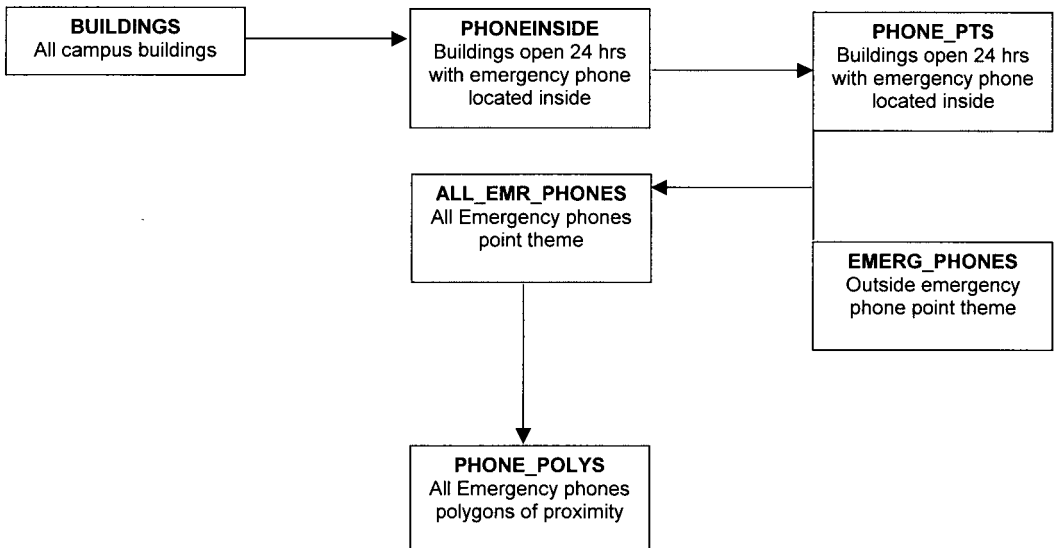 BUILDINGS
All campus buildings
PHONEINSIDE
Buildings open 24 hrs
with emergency phone
located inside
PHONE_PTS
Buildings open 24 hrs
with emergency phone
located inside
ALL_EMR_PHONES
All Emergency phones
point theme
EMERG_PHONES
Outside emergency
phone point theme
PHONE_POLYS
All Emergency phones
polygons of proximity